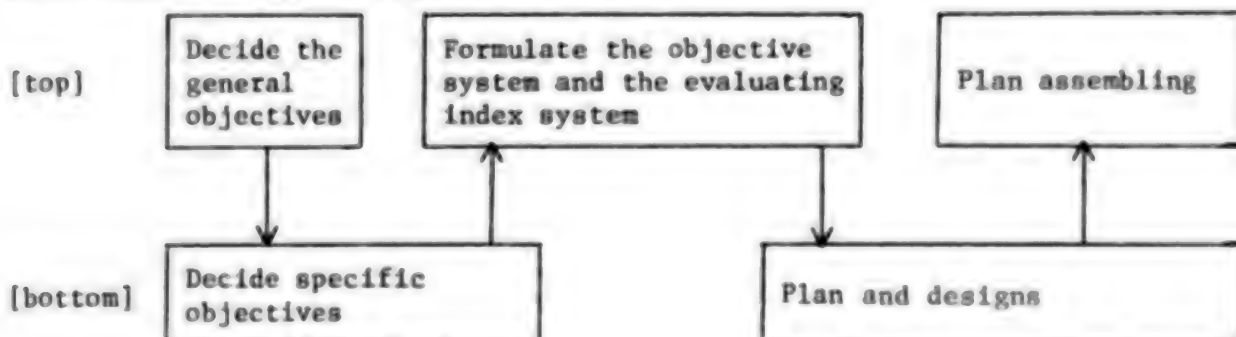 [top]
Decide the
general
objectives
Formulate the objective
system and the evaluating
index system
Plan assembling
[bottom]
Decide specific
objectives
Plan and designs